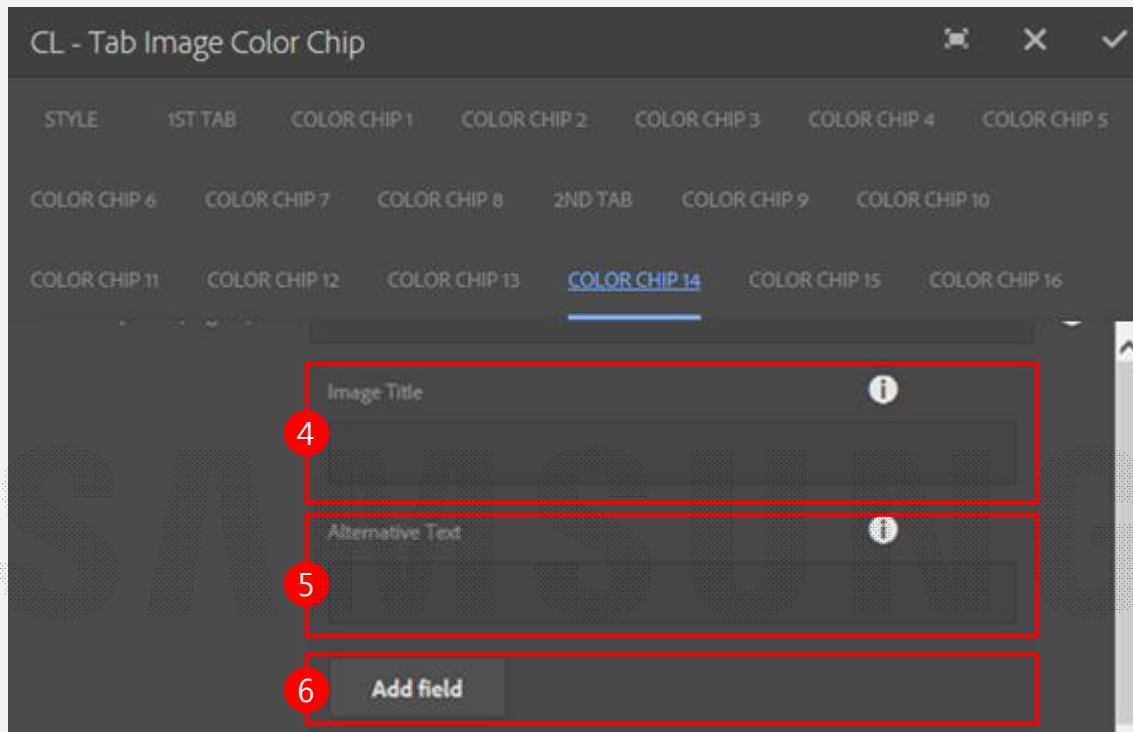 CL - Tab Image Color Chip
STYLE 1ST TAB COLOR CHIP 1 COLOR CHIP 2 COLOR CHIP 3 COLOR CHIP 4 COLOR CHIP 5
COLOR CHIP 6 COLOR CHIP 7 COLOR CHIP 8 2ND TAB COLOR CHIP 9 COLOR CHIP 10
COLOR CHIP 11 COLOR CHIP 12 COLOR CHIP 13 COLOR CHIP 14 COLOR CHIP 15 COLOR CHIP 16
Image Title
4
Alternative Text
5
6 Add field
SAMSUNG